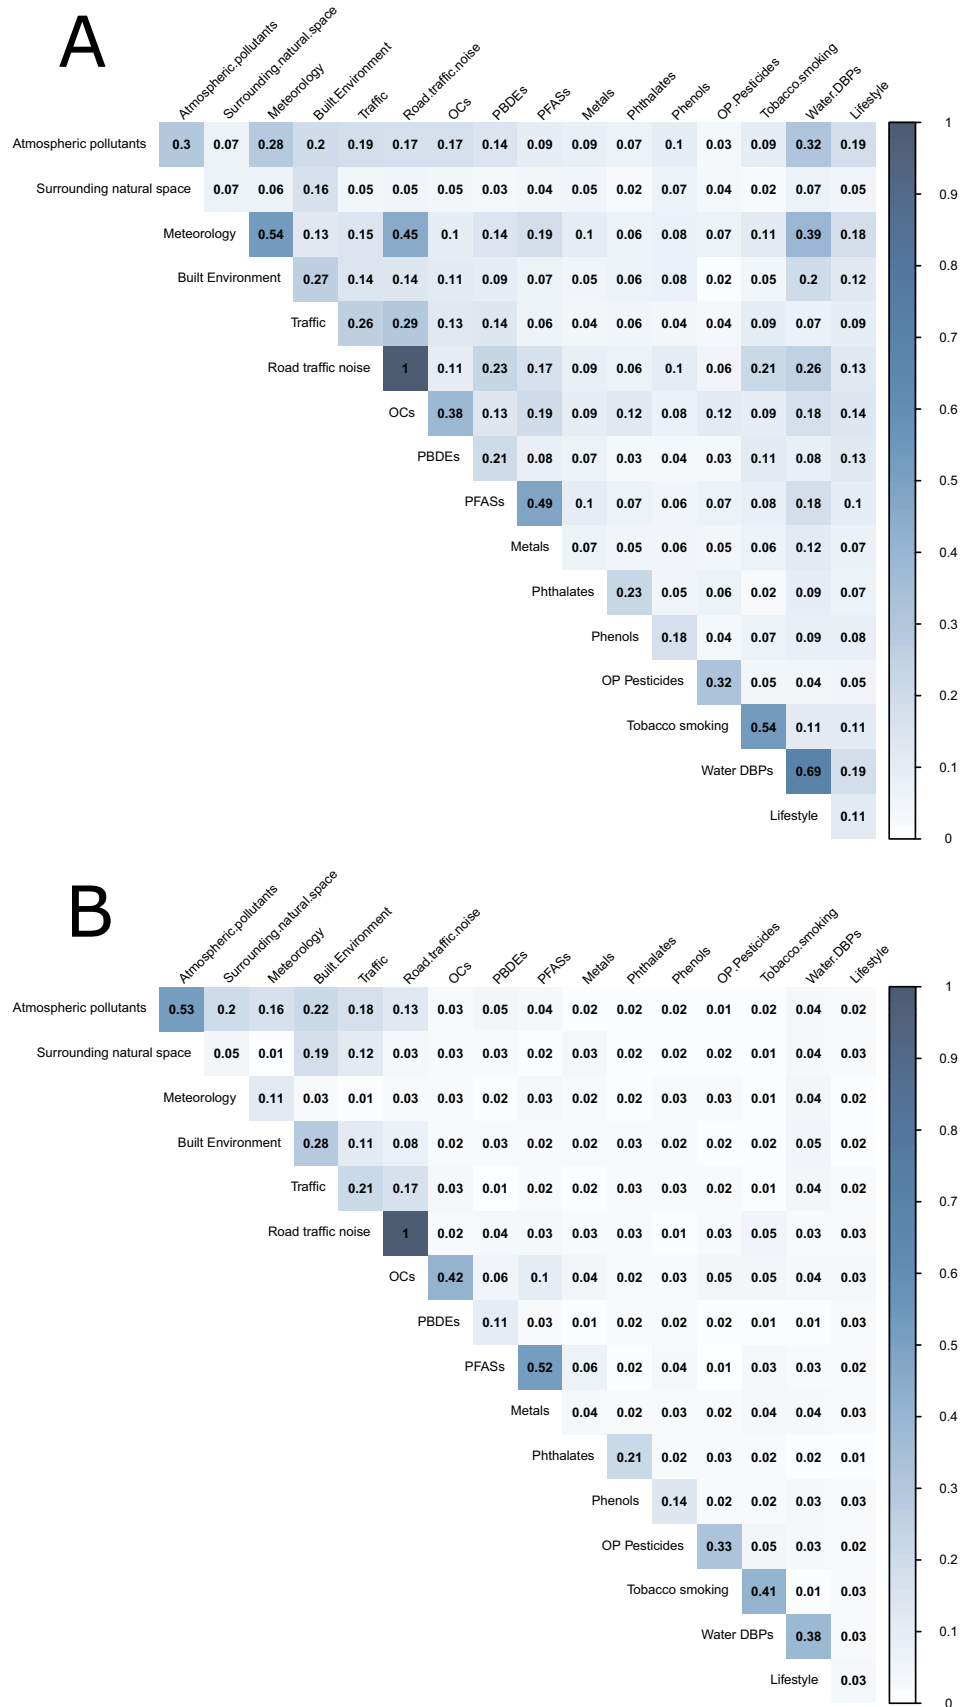 A
Atmospheric.pollutants Surrounding.natural.space Meteorology Built.Environment Traffic Road.traffic.noise OCs PBDEs PFASs Metals Phthalates Phenols OP.Pesticides Tobacco.smoking Water.DBPs Lifestyle
Atmospheric pollutants 0.3 0.07 0.28 0.2 0.19 0.17 0.17 0.14 0.09 0.09 0.07 0.1 0.03 0.09 0.32 0.19
Surrounding natural space 0.07 0.06 0.16 0.05 0.05 0.05 0.03 0.04 0.05 0.02 0.07 0.04 0.02 0.07 0.05
Meteorology 0.54 0.13 0.15 0.45 0.1 0.14 0.19 0.1 0.06 0.08 0.07 0.11 0.39 0.18
Built Environment 0.27 0.14 0.14 0.11 0.09 0.07 0.05 0.06 0.08 0.02 0.05 0.2 0.12
Traffic 0.26 0.29 0.13 0.14 0.06 0.04 0.06 0.04 0.04 0.09 0.07 0.09
Road traffic noise 1 0.11 0.23 0.17 0.09 0.06 0.1 0.06 0.21 0.26 0.13
OCs 0.38 0.13 0.19 0.09 0.12 0.08 0.12 0.09 0.18 0.14
PBDEs 0.21 0.08 0.07 0.03 0.04 0.03 0.11 0.08 0.13
PFASs 0.49 0.1 0.07 0.06 0.07 0.08 0.18 0.1
Metals 0.07 0.05 0.06 0.05 0.06 0.12 0.07
Phthalates 0.23 0.05 0.06 0.02 0.09 0.07
Phenols 0.18 0.04 0.07 0.09 0.08
OP Pesticides 0.32 0.05 0.04 0.05
Tobacco smoking 0.54 0.11 0.11
Water DBPs 0.69 0.19
Lifestyle 0.11
1
0.9
0.8
0.7
0.6
0.5
0.4
0.3
0.2
0.1
0
B
Atmospheric.pollutants Surrounding.natural.space Meteorology Built.Environment Traffic Road.traffic.noise OCs PBDEs PFASs Metals Phthalates Phenols OP.Pesticides Tobacco.smoking Water.DBPs Lifestyle
Atmospheric pollutants 0.53 0.2 0.16 0.22 0.18 0.13 0.03 0.05 0.04 0.02 0.02 0.02 0.01 0.02 0.04 0.02
Surrounding natural space 0.05 0.01 0.19 0.12 0.03 0.03 0.03 0.02 0.03 0.02 0.02 0.02 0.01 0.04 0.03
Meteorology 0.11 0.03 0.01 0.03 0.03 0.02 0.03 0.02 0.02 0.03 0.03 0.01 0.04 0.02
Built Environment 0.28 0.11 0.08 0.02 0.03 0.02 0.02 0.03 0.02 0.02 0.02 0.05 0.02
Traffic 0.21 0.17 0.03 0.01 0.02 0.02 0.03 0.03 0.02 0.01 0.04 0.02
Road traffic noise 1 0.02 0.04 0.03 0.03 0.03 0.01 0.03 0.05 0.03 0.03
OCs 0.42 0.06 0.1 0.04 0.02 0.03 0.05 0.05 0.04 0.03
PBDEs 0.11 0.03 0.01 0.02 0.02 0.02 0.01 0.01 0.03
PFASs 0.52 0.06 0.02 0.04 0.01 0.03 0.03 0.02
Metals 0.04 0.02 0.03 0.02 0.04 0.04 0.03
Phthalates 0.21 0.02 0.03 0.02 0.02 0.01
Phenols 0.14 0.02 0.02 0.03 0.03
OP Pesticides 0.33 0.05 0.03 0.02
Tobacco smoking 0.41 0.01 0.03
Water DBPs 0.38 0.03
Lifestyle 0.03
1
0.9
0.8
0.7
0.6
0.5
0.4
0.3
0.2
0.1
0